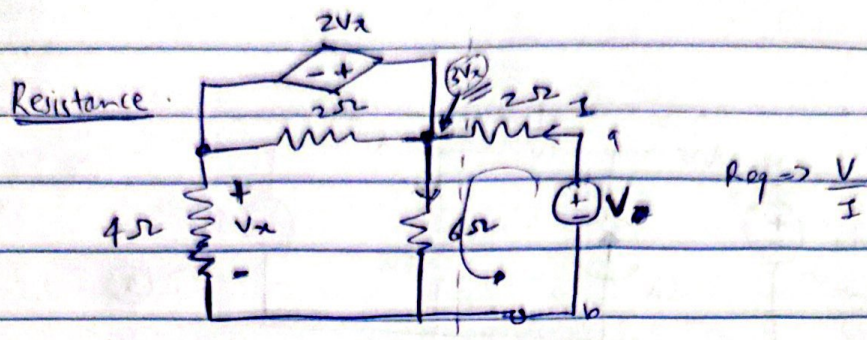 2Vx
- +
Resistance.
2Ω
3Vx
2Ω I
a
4Ω
+
Vx
-
6Ω
+
-
V
Req => V/I
b